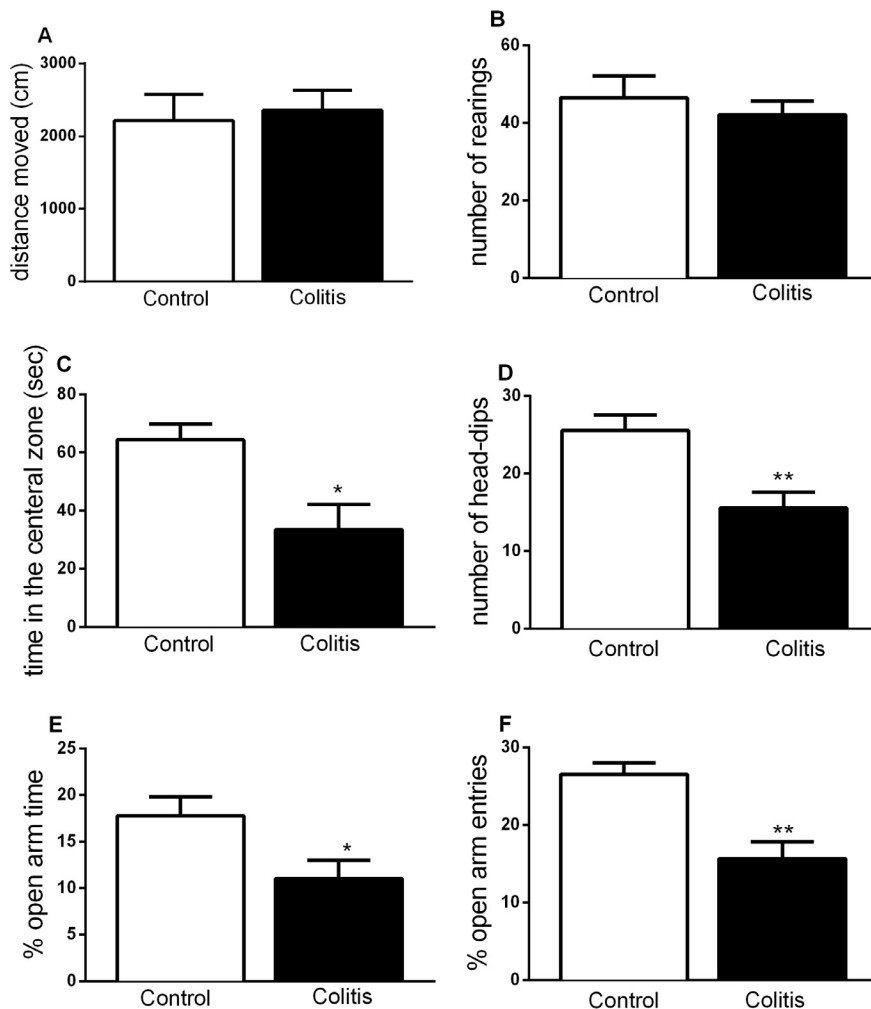 A
distance moved (cm)
3000
2000
1000
0
Control
Colitis
B
number of rearings
60
40
20
0
Control
Colitis
C
time in the centeral zone (sec)
80
60
40
20
0
*
Control
Colitis
D
number of head-dips
30
20
10
0
**
Control
Colitis
E
% open arm time
25
20
15
10
5
0
*
Control
Colitis
F
% open arm entries
30
20
10
0
**
Control
Colitis